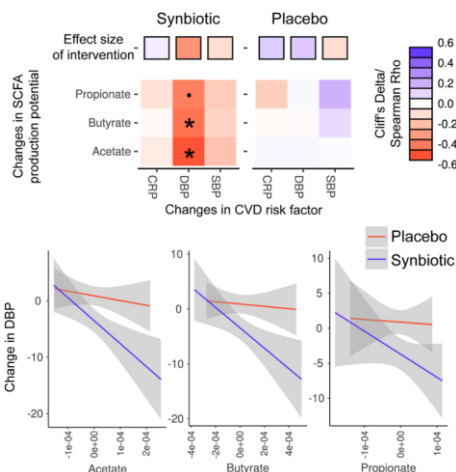 Synbiotic Placebo
Effect size
of intervention
Changes in SCFA
production potential
Propionate
Butyrate
Acetate
CRP DBP SBP CRP DBP SBP
Changes in CVD risk factor
Cliff's Delta/
Spearman Rho
0.6
0.4
0.2
0.0
-0.2
-0.4
-0.6
Placebo
Synbiotic
Change in DBP
0
-10
-20
-1e-04 0e+00 1e-04 2e-04
Acetate
10
0
-10
-20
-4e-04 -2e-04 0e+00 2e-04 4e-04
Butyrate
10
5
0
-5
-10
-1e-04 0e+00 1e-04
Propionate